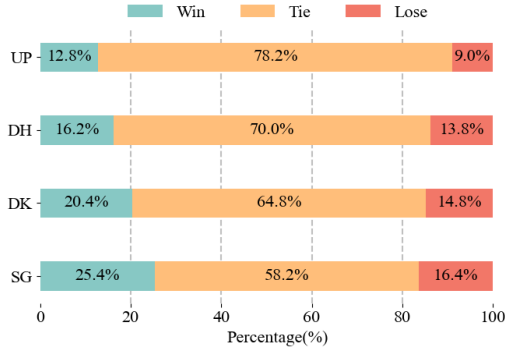 Win Tie Lose
UP 12.8% 78.2% 9.0%
DH 16.2% 70.0% 13.8%
DK 20.4% 64.8% 14.8%
SG 25.4% 58.2% 16.4%
0 20 40 60 80 100
Percentage(%)